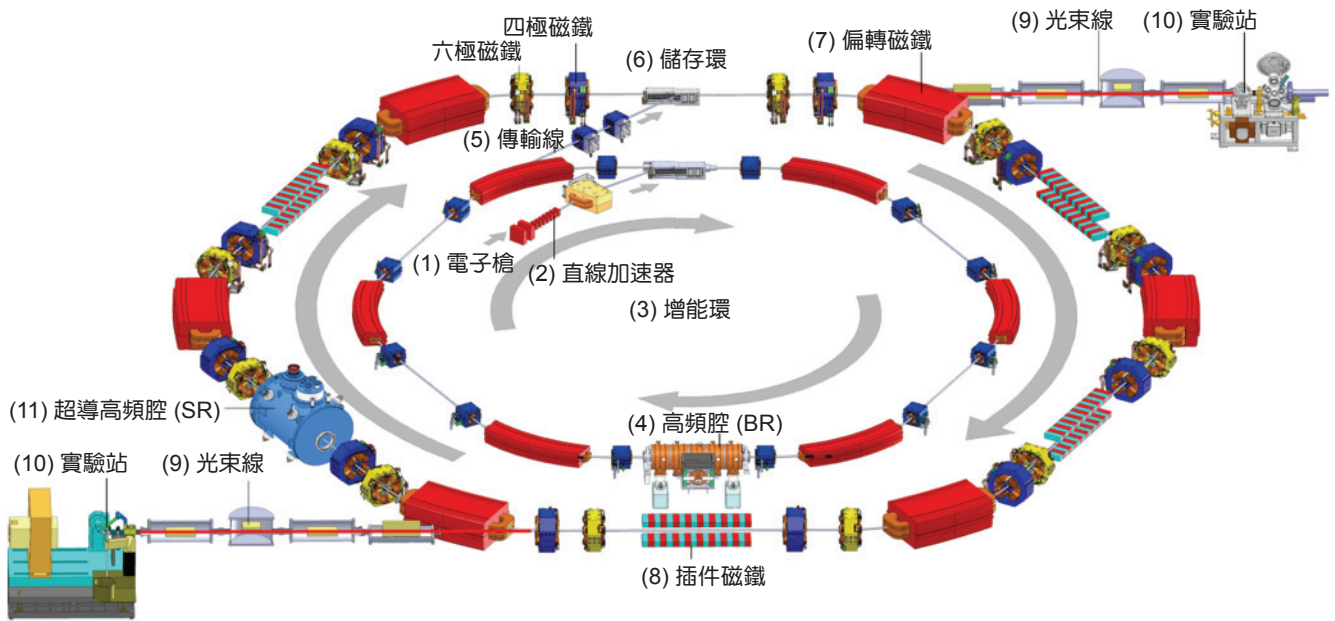 四極磁鐵
六極磁鐵
(6) 儲存環
(7) 偏轉磁鐵
(9) 光束線
(10) 實驗站
(5) 傳輸線
(1) 電子槍
(2) 直線加速器
(3) 增能環
(11) 超導高頻腔 (SR)
(4) 高頻腔 (BR)
(10) 實驗站
(9) 光束線
(8) 插件磁鐵